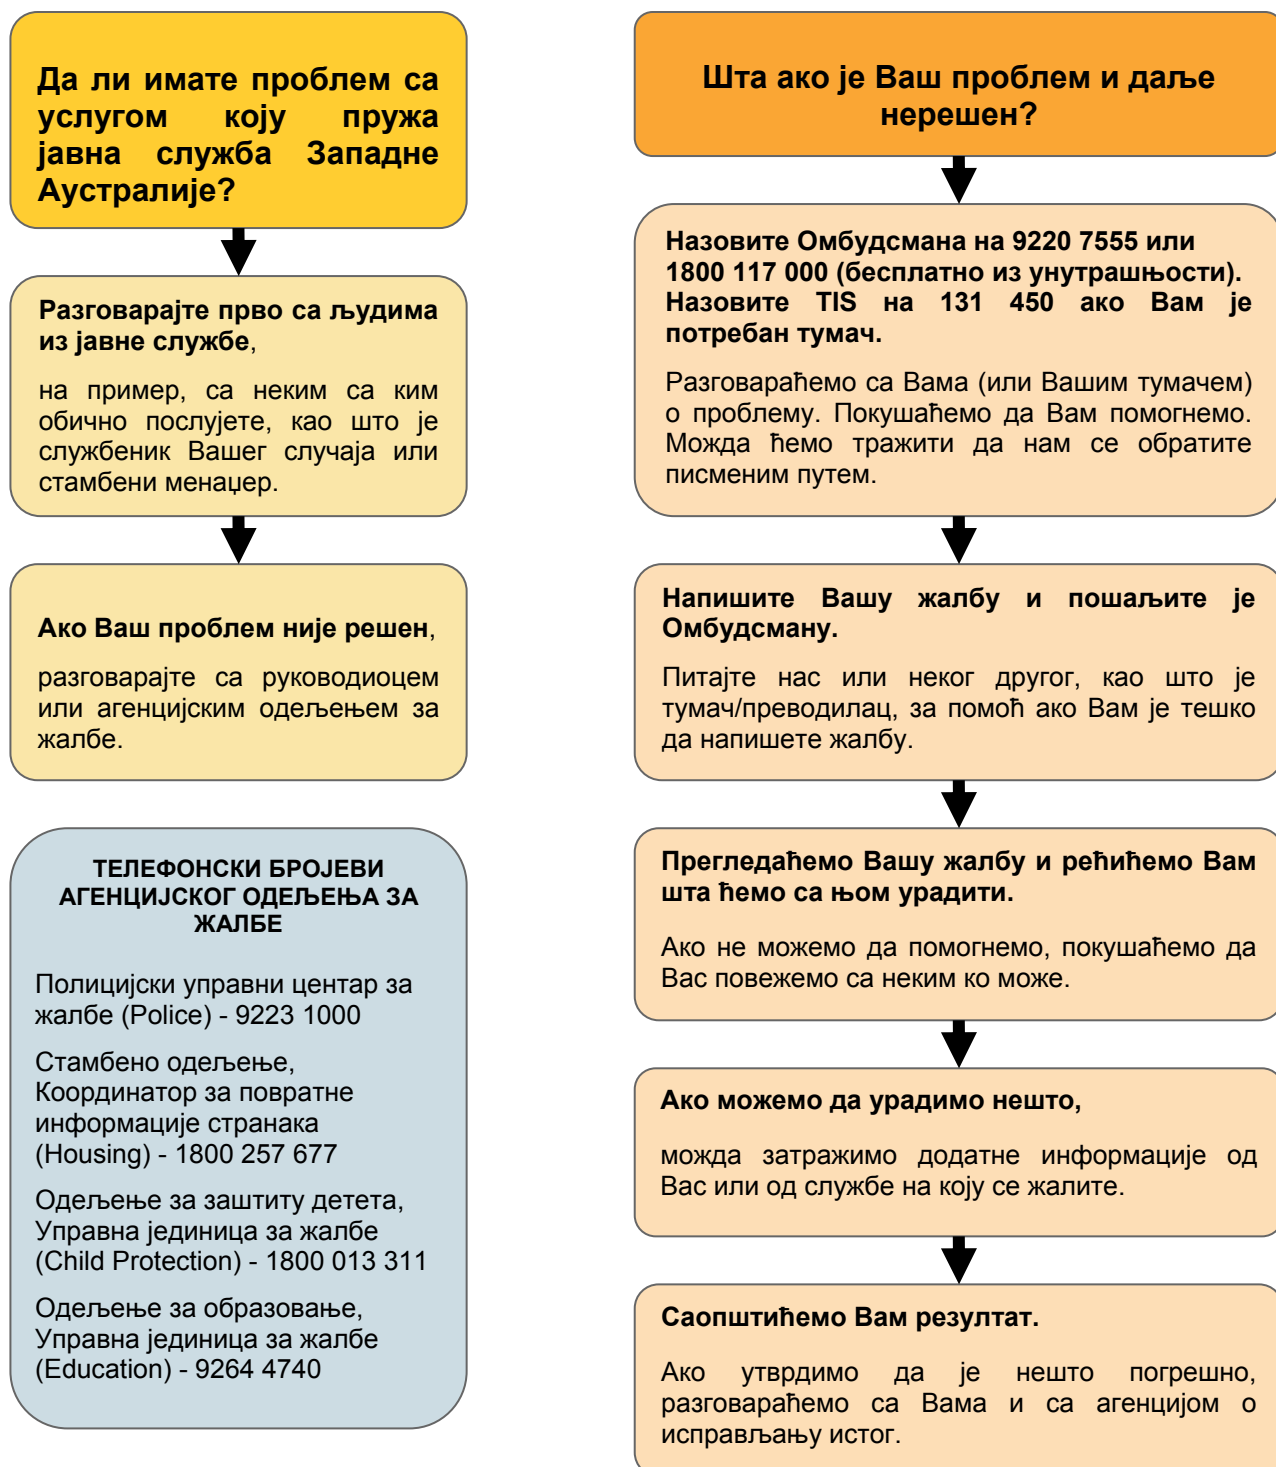 Да ли имате проблем са
услугом коју пружа
јавна служба Западне
Аустралије?
Разговарајте прво са људима
из јавне службе,
на пример, са неким са ким
обично послујете, као што је
службеник Вашег случаја или
стамбени менаџер.
Ако Ваш проблем није решен,
разговарајте са руководиоцем
или агенцијским одељењем за
жалбе.
ТЕЛЕФОНСКИ БРОЈЕВИ
АГЕНЦИЈСКОГ ОДЕЉЕЊА ЗА
ЖАЛБЕ
Полицијски управни центар за
жалбе (Police) - 9223 1000
Стамбено одељење,
Координатор за повратне
информације странака
(Housing) - 1800 257 677
Одељење за заштиту детета,
Управна јединица за жалбе
(Child Protection) - 1800 013 311
Одељење за образовање,
Управна јединица за жалбе
(Education) - 9264 4740
Шта ако је Ваш проблем и даље
нерешен?
Назовите Омбудсмана на 9220 7555 или
1800 117 000 (бесплатно из унутрашњости).
Назовите TIS на 131 450 ако Вам је
потребан тумач.
Разговараћемо са Вама (или Вашим тумачем)
о проблему. Покушаћемо да Вам помогнемо.
Можда ћемо тражити да нам се обратите
писменим путем.
Напишите Вашу жалбу и пошаљите је
Омбудсману.
Питајте нас или неког другог, као што је
тумач/преводилац, за помоћ ако Вам је тешко
да напишете жалбу.
Прегледаћемо Вашу жалбу и рећићемо Вам
шта ћемо са њом урадити.
Ако не можемо да помогнемо, покушаћемо да
Вас повежемо са неким ко може.
Ако можемо да урадимо нешто,
можда затражимо додатне информације од
Вас или од службе на коју се жалите.
Саопштићемо Вам резултат.
Ако утврдимо да је нешто погрешно,
разговараћемо са Вама и са агенцијом о
исправљању истог.